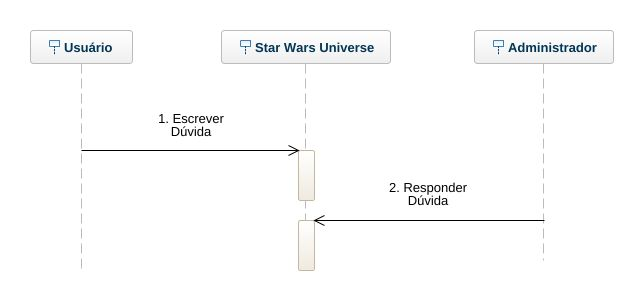 Usuário
Star Wars Universe
Administrador
1. Escrever
Dúvida
2. Responder
Dúvida